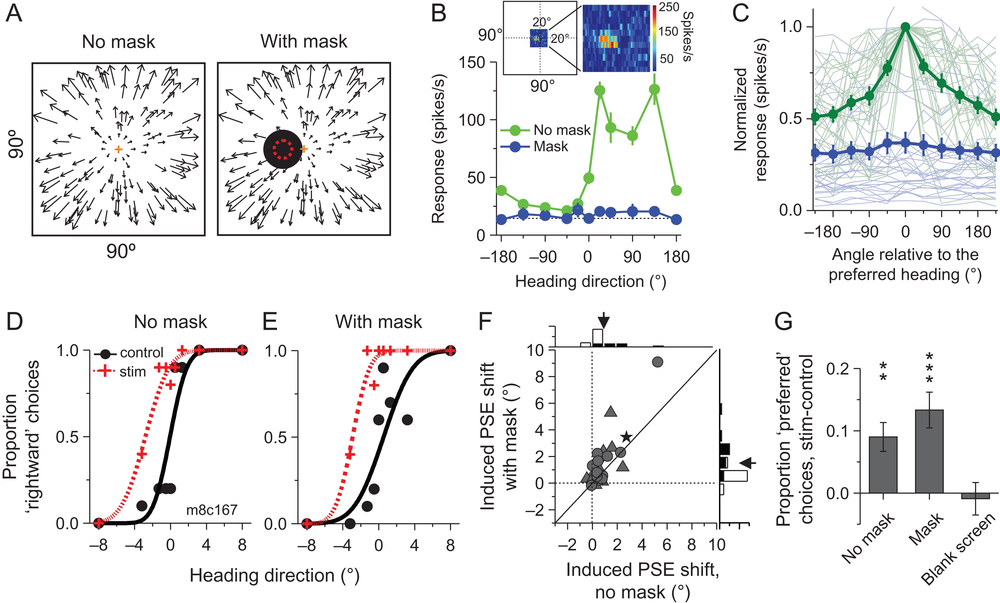 A
No mask
With mask
90º
90º
B
90°
20°
20°
90°
250
150
50
Spikes/s
Response (spikes/s)
150
100
50
0
No mask
Mask
–180
–90
0
90
180
Heading direction (°)
C
Normalized
response (spikes/s)
1.0
0.5
0.0
–180
–90
0
90
180
Angle relative to the
preferred heading (°)
D
No mask
Proportion
‘rightward’ choices
1.0
0.5
0.0
control
stim
m8c167
–8
–4
0
4
8
E
With mask
1.0
0.5
0.0
–8
–4
0
4
8
Heading direction (°)
F
Induced PSE shift
with mask (°)
10
8
6
4
2
0
–2
–2
0
2
4
6
8
10
Induced PSE shift,
no mask (°)
G
Proportion ‘preferred’
choices, stim-control
0.2
0.1
0.0
**
***
No mask
Mask
Blank screen